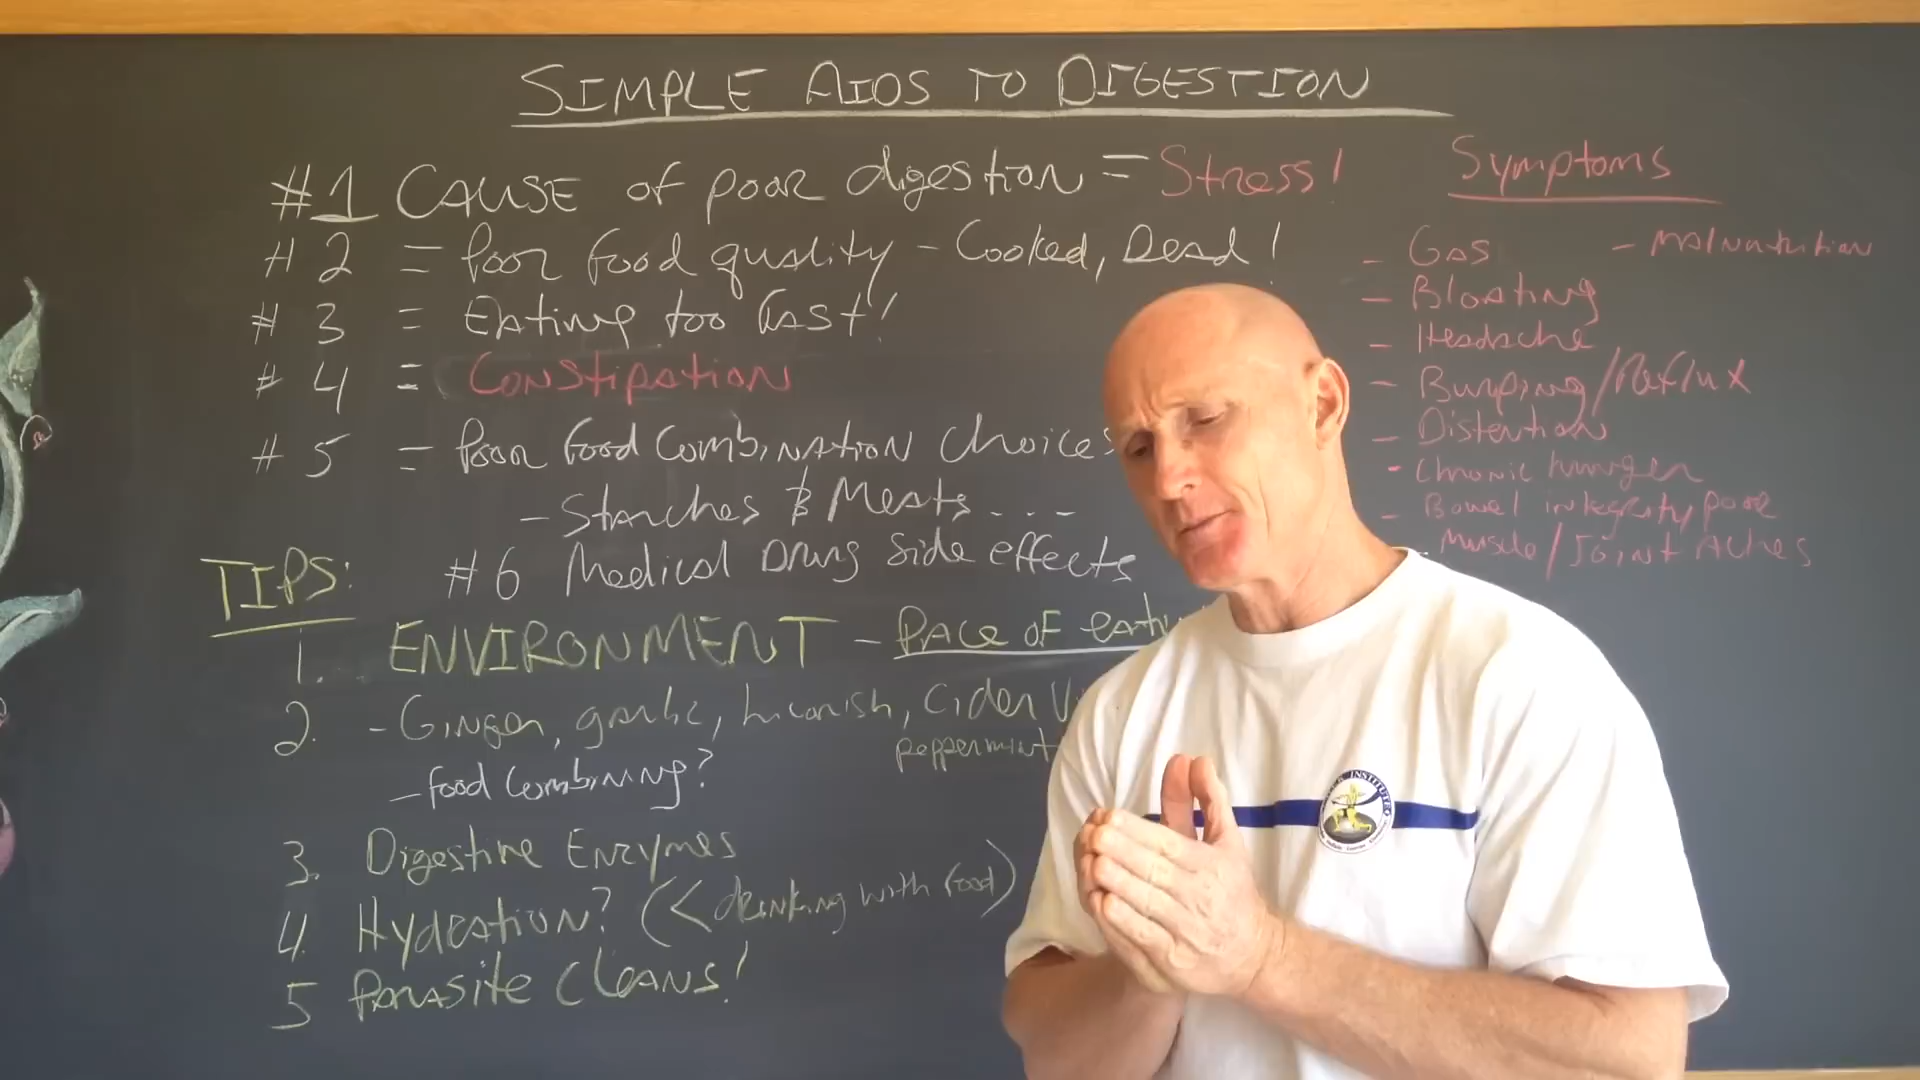 SIMPLE AIDS TO DIGESTION
#1 CAUSE of poor digestion = Stress!
#2 = Poor food quality - Cooked, Dead!
#3 = Eating too fast!
#4 = Constipation
#5 = Poor food combination choices
- Starches & Meats ...
#6 Medical Drug side effects
TIPS:
1. ENVIRONMENT - Pace of
2. - Ginger, garlic, Cider
peppermint
- food combining?
3. Digestive Enzymes
4. Hydration? (< drinking with food)
5 Parasite Cleans!
Symptoms
- Gas
- Malnutrition
- Bloating
- Headache
- Burping/Reflux
- Distention
- Chronic hunger
- Bowel integrity poor
- Muscle/Joint Aches
INSTITUTE